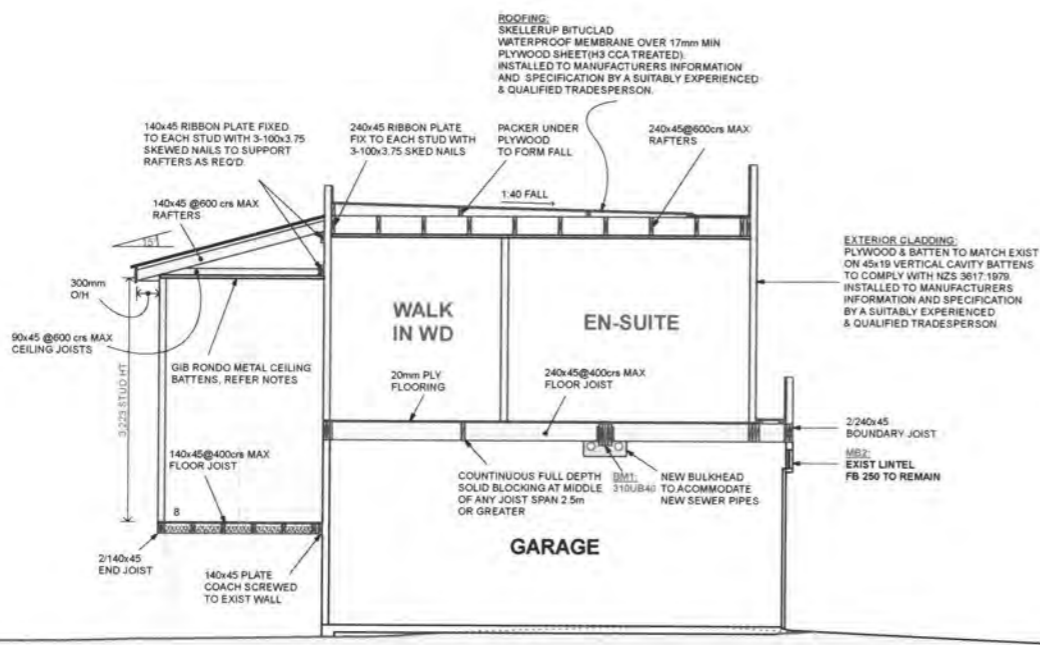 ROOFING:
SKELLERUP BITUCLAD
WATERPROOF MEMBRANE OVER 17mm MIN
PLYWOOD SHEET(H3 CCA TREATED)
INSTALLED TO MANUFACTURERS INFORMATION
AND SPECIFICATION BY A SUITABLY EXPERIENCED
& QUALIFIED TRADESPERSON.
140x45 RIBBON PLATE FIXED
TO EACH STUD WITH 3-100x3.75
SKEWED NAILS TO SUPPORT
RAFTERS AS REQ'D.
240x45 RIBBON PLATE
FIX TO EACH STUD WITH
3-100x3.75 SKED NAILS
PACKER UNDER
PLYWOOD
TO FORM FALL
240x45@600crs MAX
RAFTERS
1:40 FALL
140x45 @600 crs MAX
RAFTERS
15°
300mm
O/H
90x45 @600 crs MAX
CEILING JOISTS
GIB RONDO METAL CEILING
BATTENS, REFER NOTES
3,223 STUD HT
WALK
IN WD
EN-SUITE
EXTERIOR CLADDING:
PLYWOOD & BATTEN TO MATCH EXIST
ON 45x19 VERTICAL CAVITY BATTENS
TO COMPLY WITH NZS 3617:1979.
INSTALLED TO MANUFACTURERS
INFORMATION AND SPECIFICATION
BY A SUITABLY EXPERIENCED
& QUALIFIED TRADESPERSON
20mm PLY
FLOORING
240x45@400crs MAX
FLOOR JOIST
2/240x45
BOUNDARY JOIST
MB2:
EXIST LINTEL
FB 250 TO REMAIN
140x45@400crs MAX
FLOOR JOIST
COUNTINUOUS FULL DEPTH
SOLID BLOCKING AT MIDDLE
OF ANY JOIST SPAN 2.5m
OR GREATER
BM1:
310UB40
NEW BULKHEAD
TO ACOMMODATE
NEW SEWER PIPES
8
GARAGE
2/140x45
END JOIST
140x45 PLATE
COACH SCREWED
TO EXIST WALL